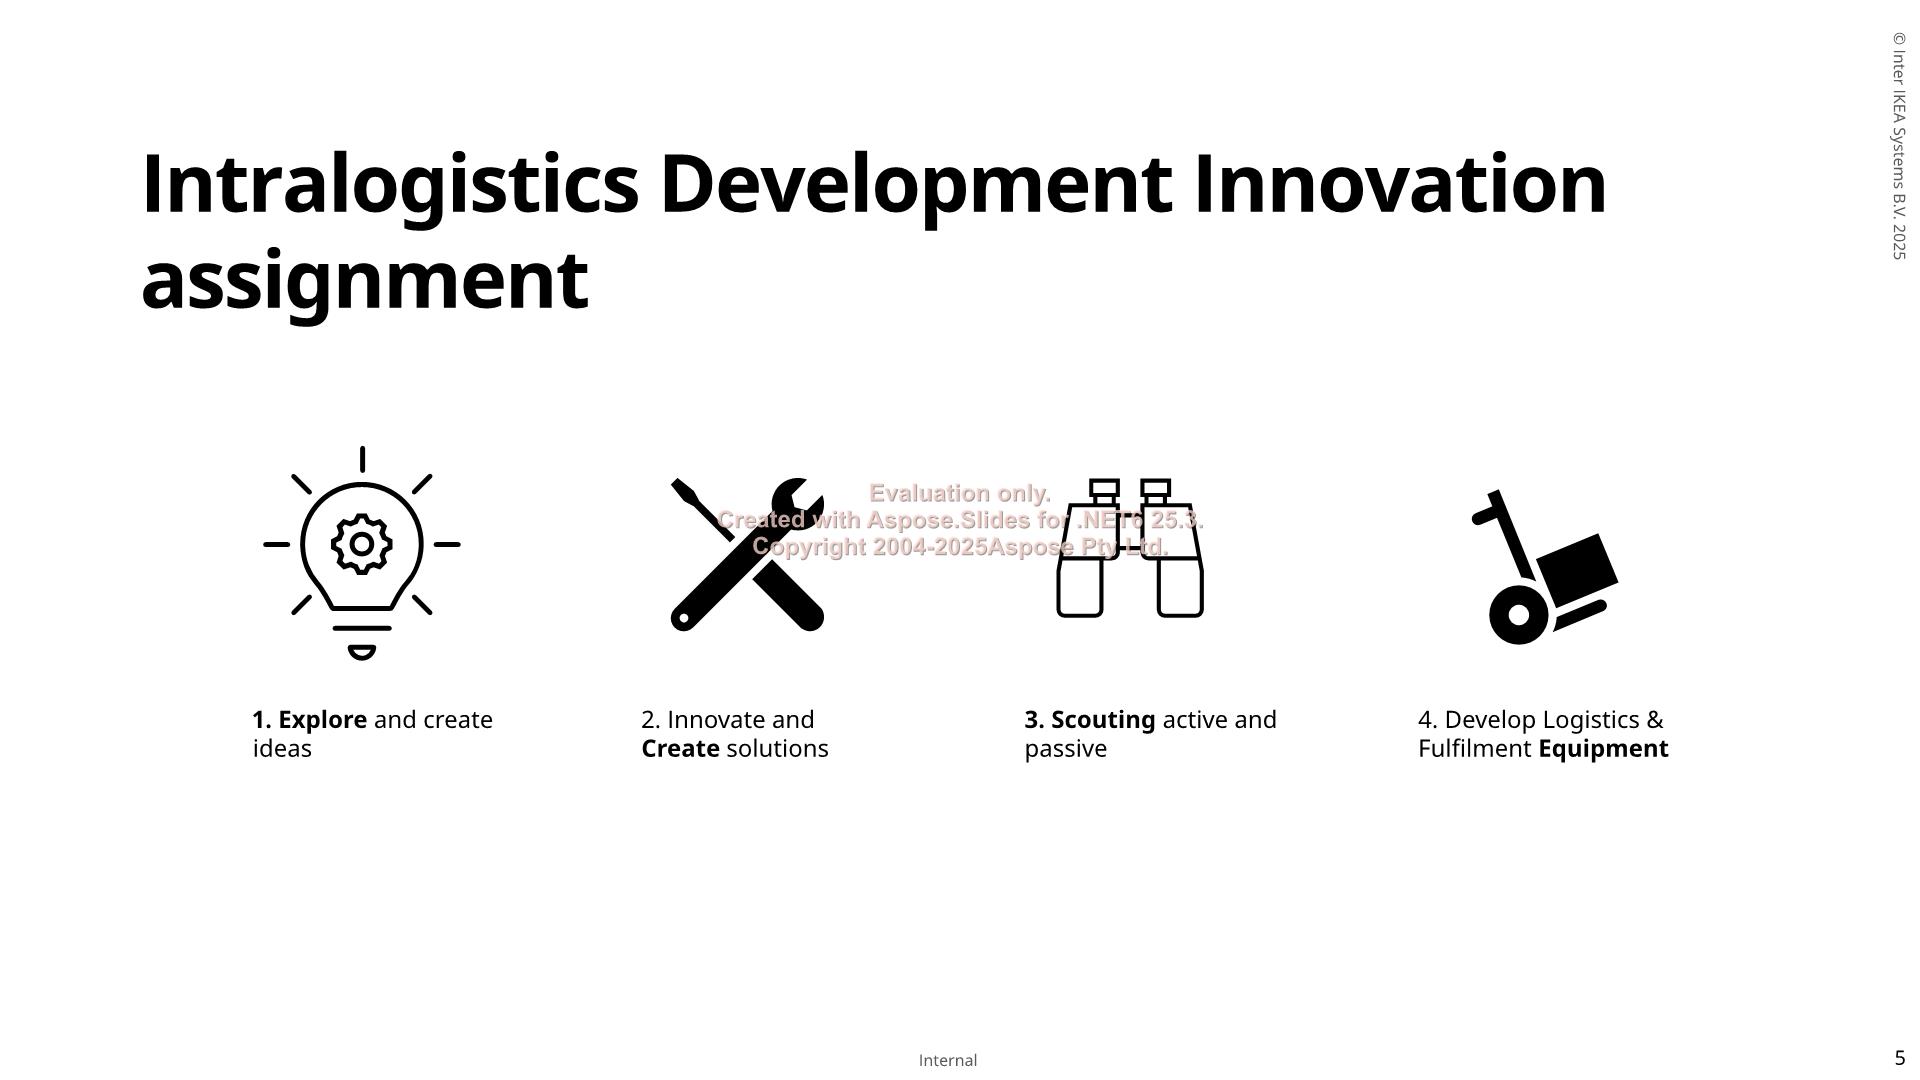 © Inter IKEA Systems B.V. 2025
Intralogistics Development Innovation
assignment
Evaluation only.
Created with Aspose.Slides for .NET6 25.3.
Copyright 2004-2025Aspose Pty Ltd.
1. Explore and create
ideas
2. Innovate and
Create solutions
3. Scouting active and
passive
4. Develop Logistics &
Fulfilment Equipment
Internal
5